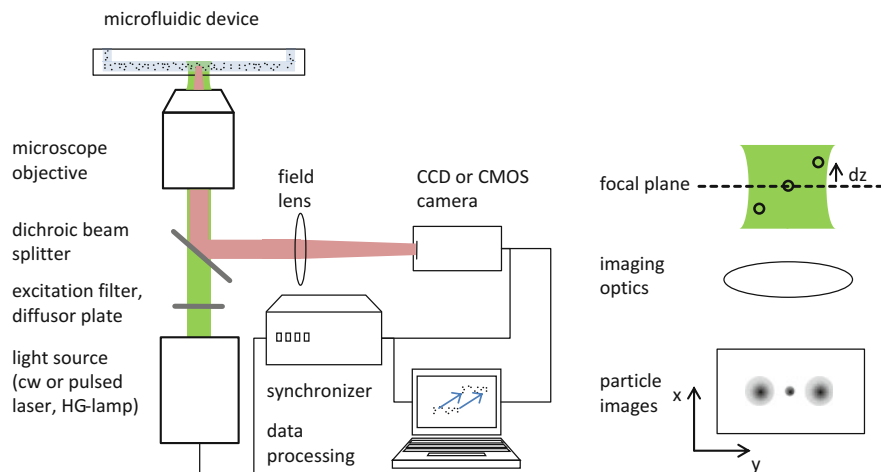 microfluidic device
microscope
objective
field
lens
CCD or CMOS
camera
dichroic beam
splitter
excitation filter,
diffusor plate
light source
(cw or pulsed
laser, HG-lamp)
synchronizer
data
processing
focal plane
dz
imaging
optics
particle
images
x
y